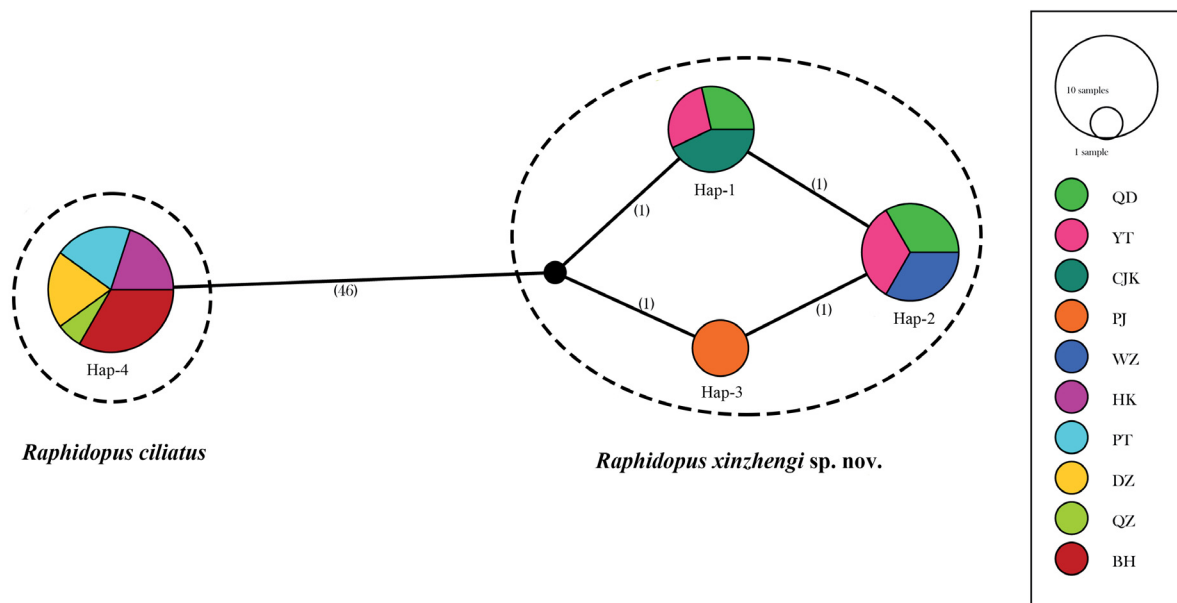 Hap-1
(1)
(1)
Hap-2
(1)
(1)
Hap-3
(46)
Hap-4
Raphidopus ciliatus
Raphidopus xinzhengi sp. nov.
10 samples
1 sample
QD
YT
CJK
PJ
WZ
HK
PT
DZ
QZ
BH